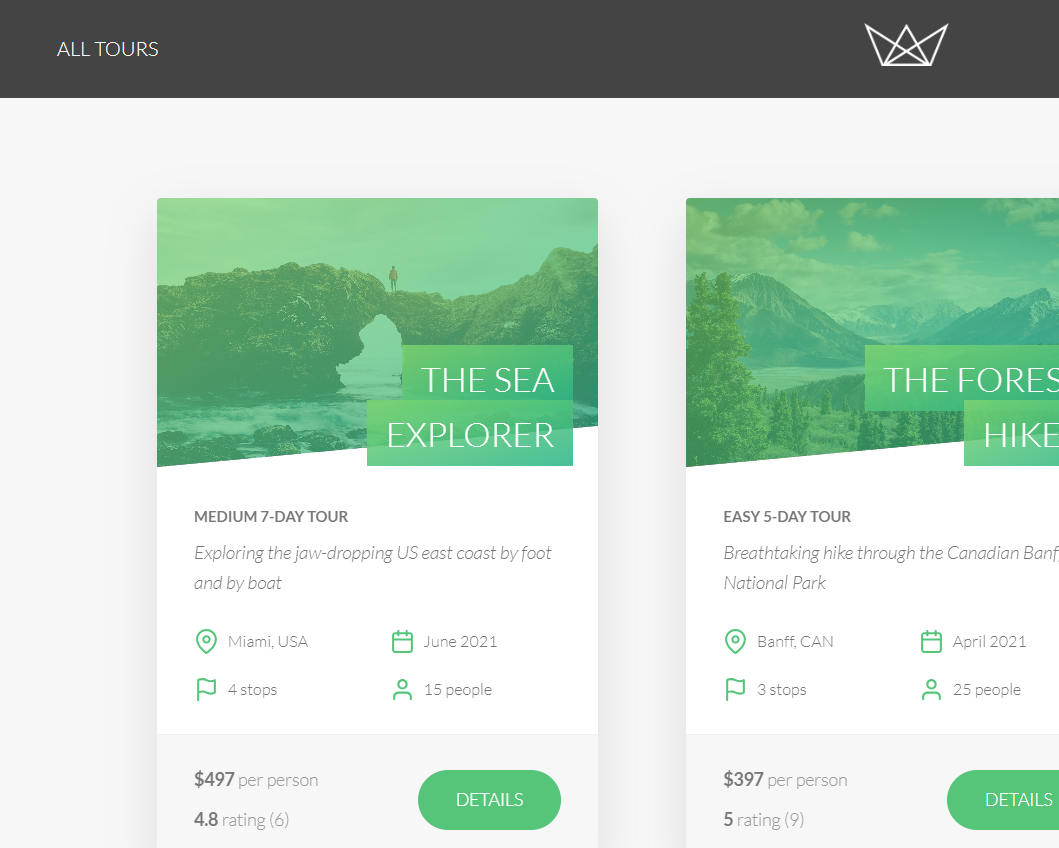 ALL TOURS
THE SEA
EXPLORER
MEDIUM 7-DAY TOUR
Exploring the jaw-dropping US east coast by foot
and by boat
Miami, USA
June 2021
4 stops
15 people
$497 per person
4.8 rating (6)
DETAILS
THE FORES
HIKE
EASY 5-DAY TOUR
Breathtaking hike through the Canadian Banf
National Park
Banff, CAN
April 2021
3 stops
25 people
$397 per person
5 rating (9)
DETAILS